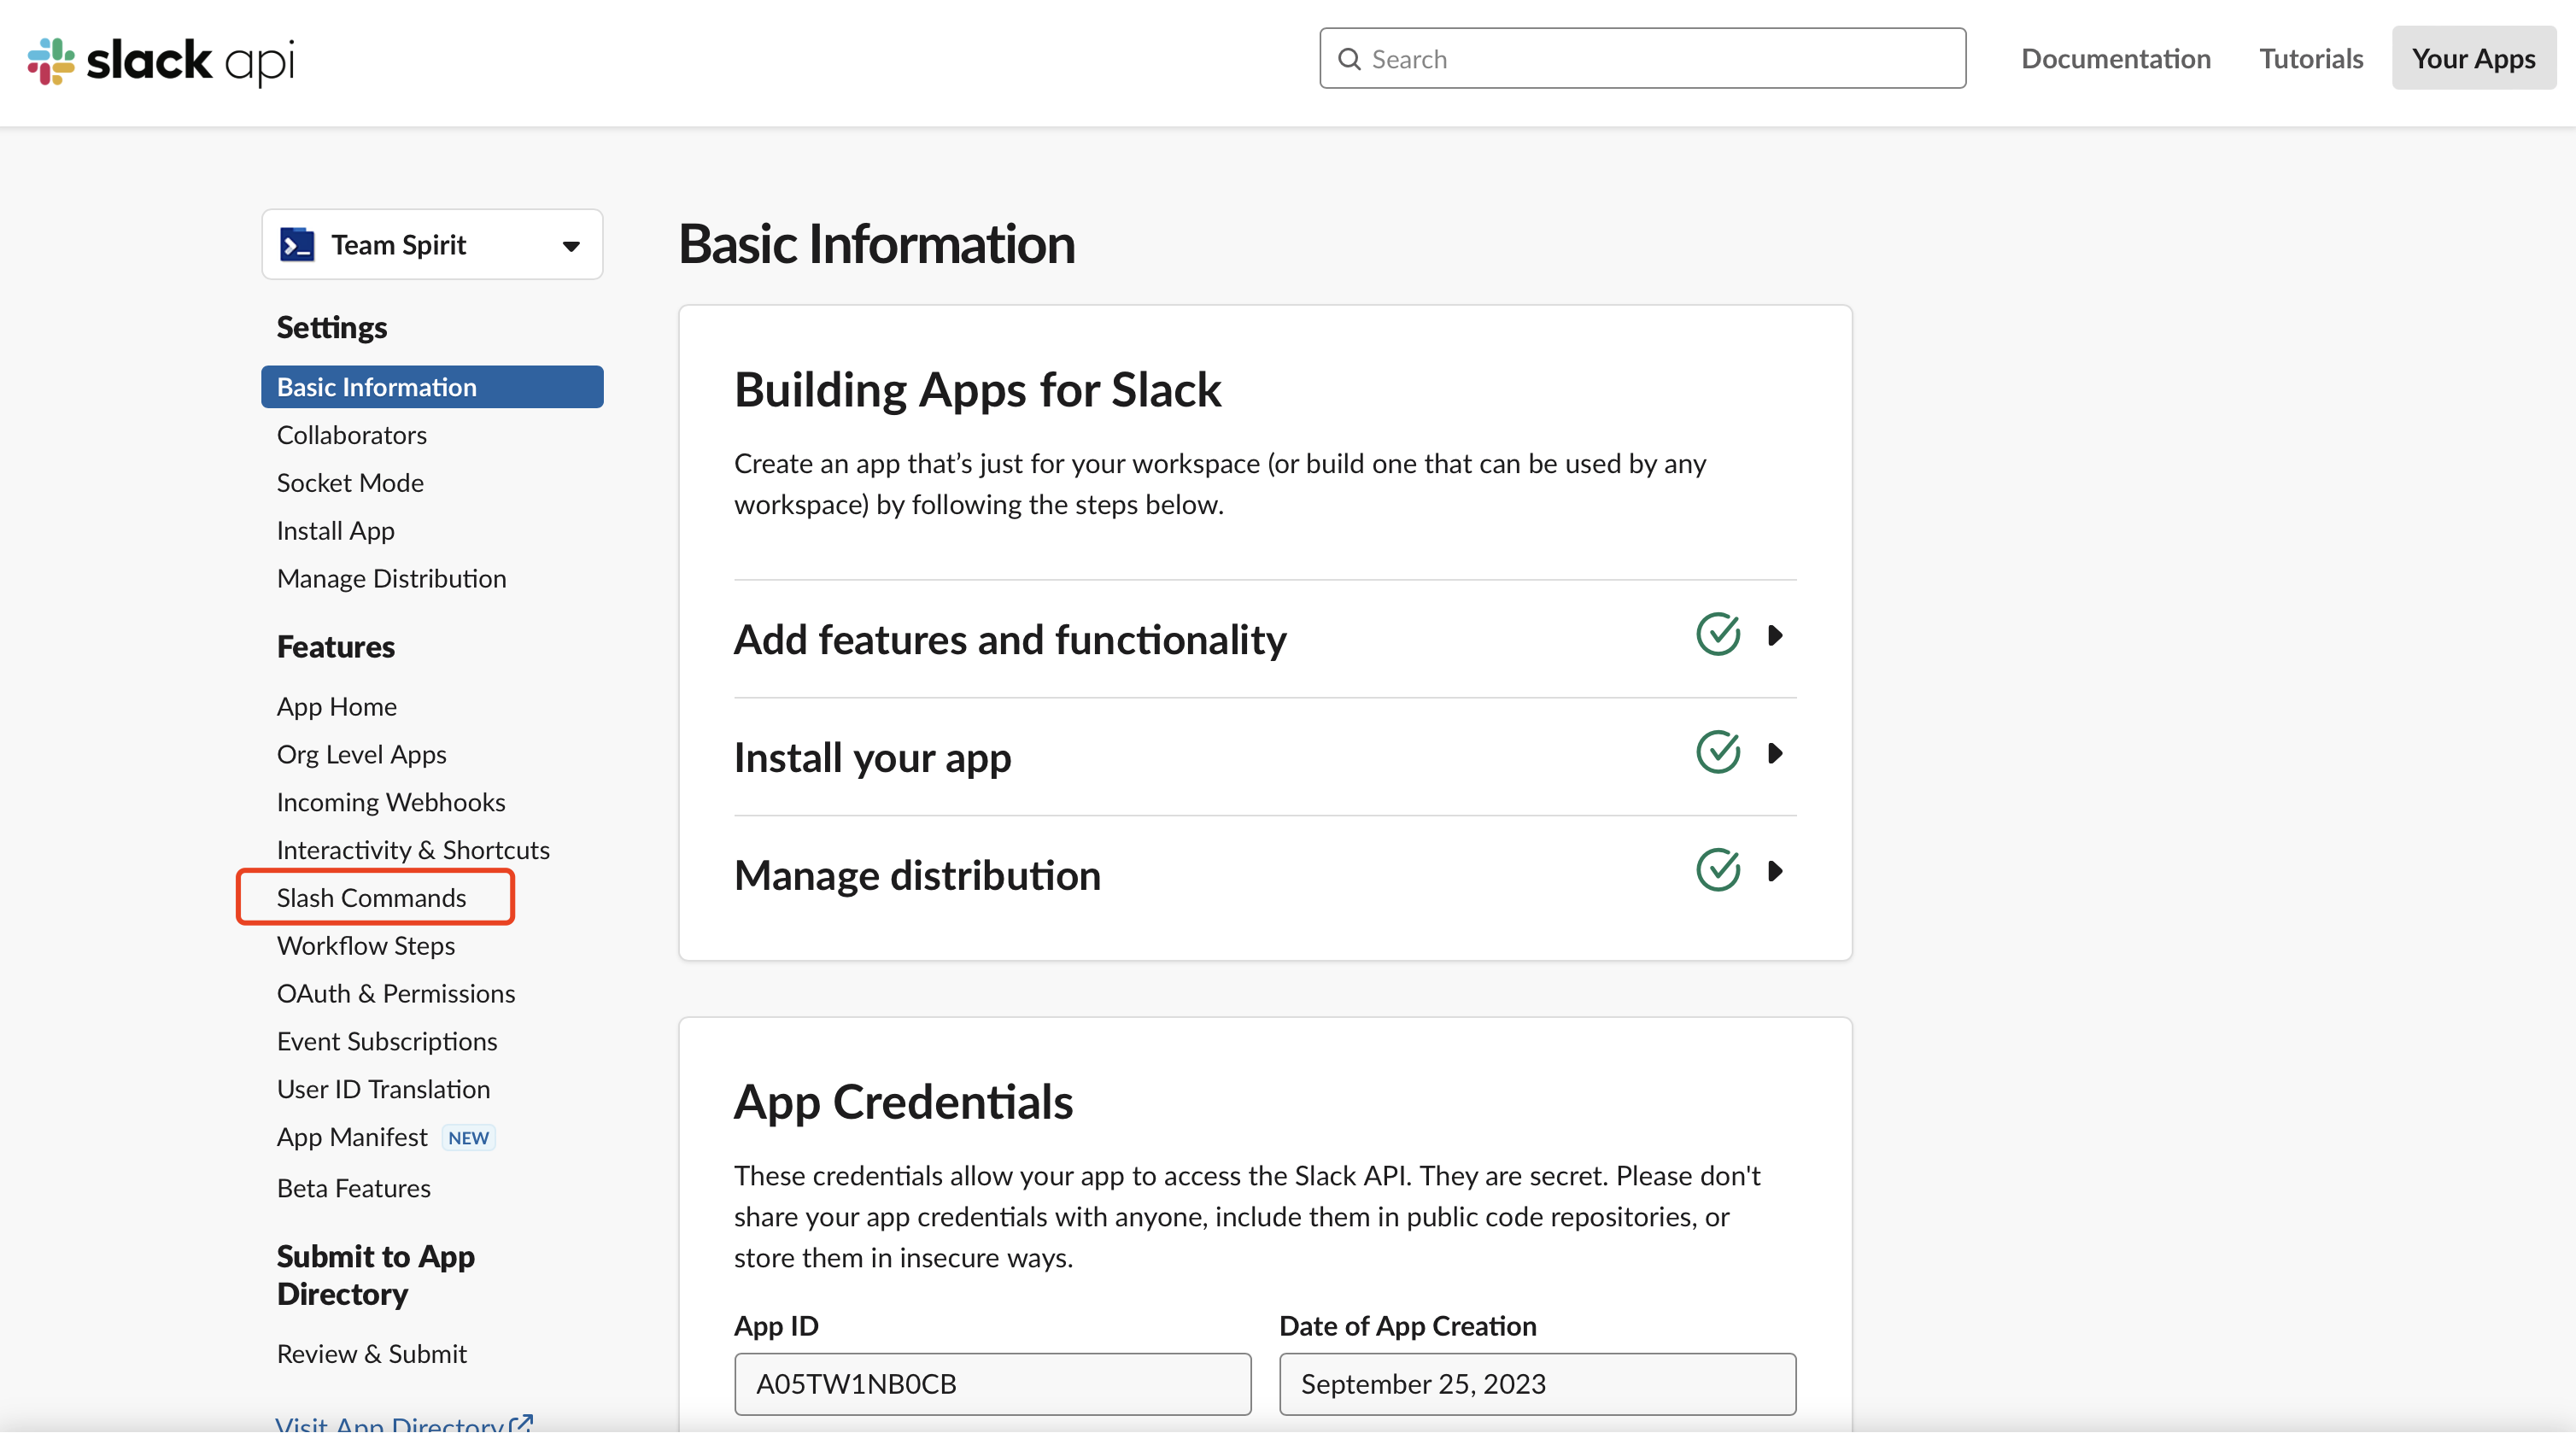 slack api
Search
Documentation
Tutorials
Your Apps
Team Spirit
Settings
Basic Information
Collaborators
Socket Mode
Install App
Manage Distribution
Features
App Home
Org Level Apps
Incoming Webhooks
Interactivity & Shortcuts
Slash Commands
Workflow Steps
OAuth & Permissions
Event Subscriptions
User ID Translation
App Manifest NEW
Beta Features
Submit to App
Directory
Review & Submit
Visit App Directory
Basic Information
Building Apps for Slack
Create an app that’s just for your workspace (or build one that can be used by any
workspace) by following the steps below.
Add features and functionality
Install your app
Manage distribution
App Credentials
These credentials allow your app to access the Slack API. They are secret. Please don't
share your app credentials with anyone, include them in public code repositories, or
store them in insecure ways.
App ID
A05TW1NB0CB
Date of App Creation
September 25, 2023